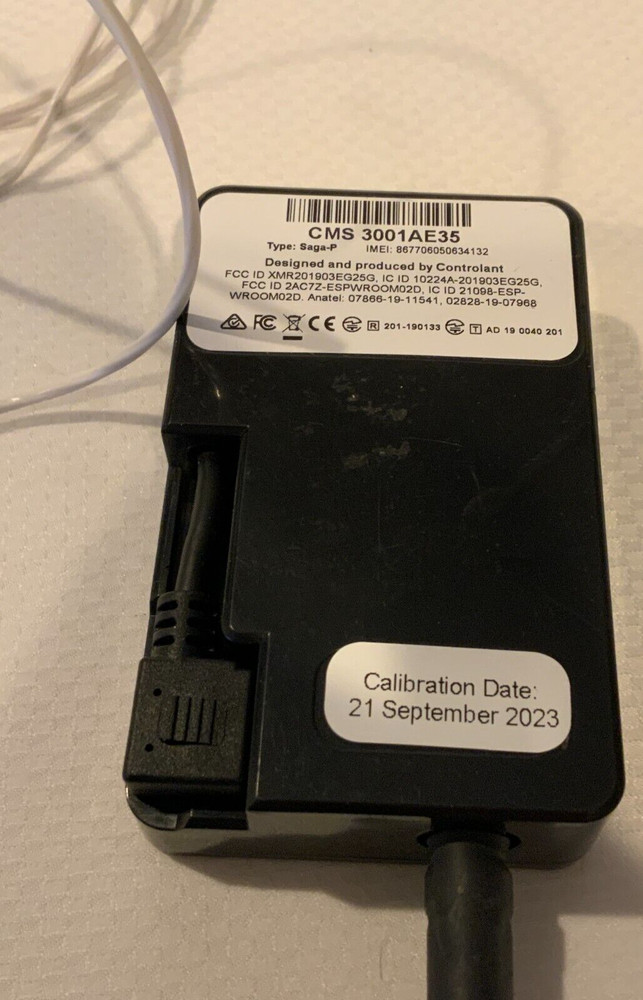 CMS 3001AE35
Type: Saga-P IMEI: 867706050634132
Designed and produced by Controlant
FCC ID XMR201903EG25G, IC ID 10224A-201903EG25G,
FCC ID 2AC7Z-ESPWROOM02D, IC ID 21098-ESP-
WROOM02D. Anatel: 07866-19-11541, 02828-19-07968
FC CE R 201-190133 T AD 19 0040 201
Calibration Date:
21 September 2023